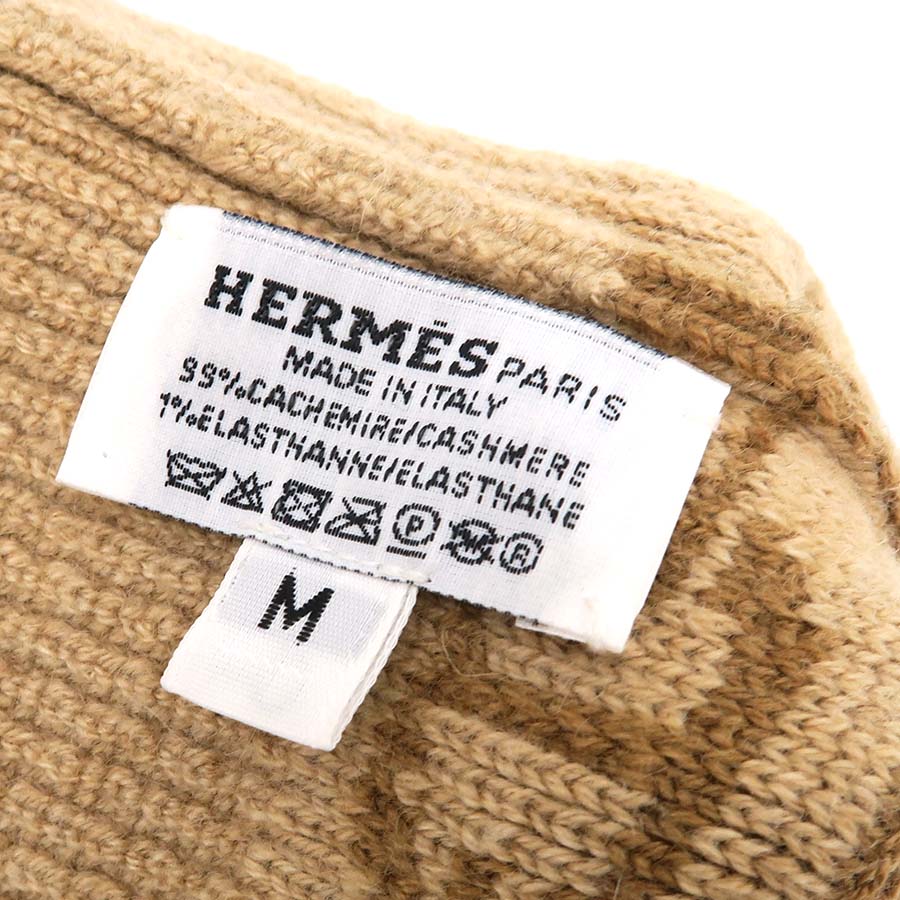 HERMÈS PARIS
MADE IN ITALY
99%CACHEMIRE/CASHMERE
1%ELASTHANNE/ELASTHANE
P R
M